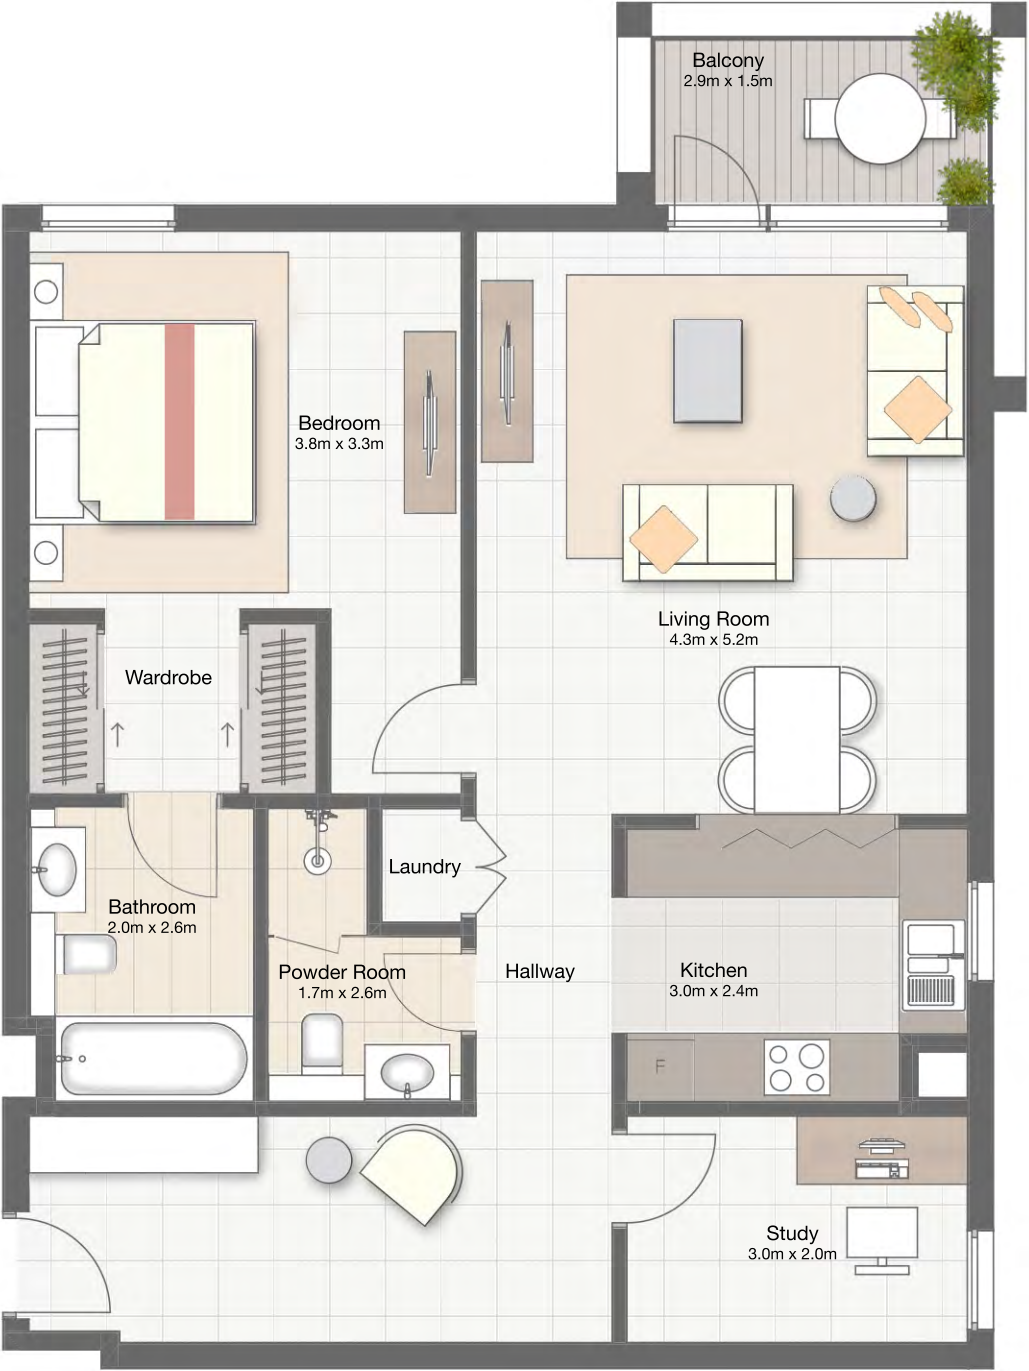 Balcony
2.9m x 1.5m
Bedroom
3.8m x 3.3m
Living Room
4.3m x 5.2m
Wardrobe
Laundry
Bathroom
2.0m x 2.6m
Powder Room
1.7m x 2.6m
Hallway
Kitchen
3.0m x 2.4m
F
Study
3.0m x 2.0m